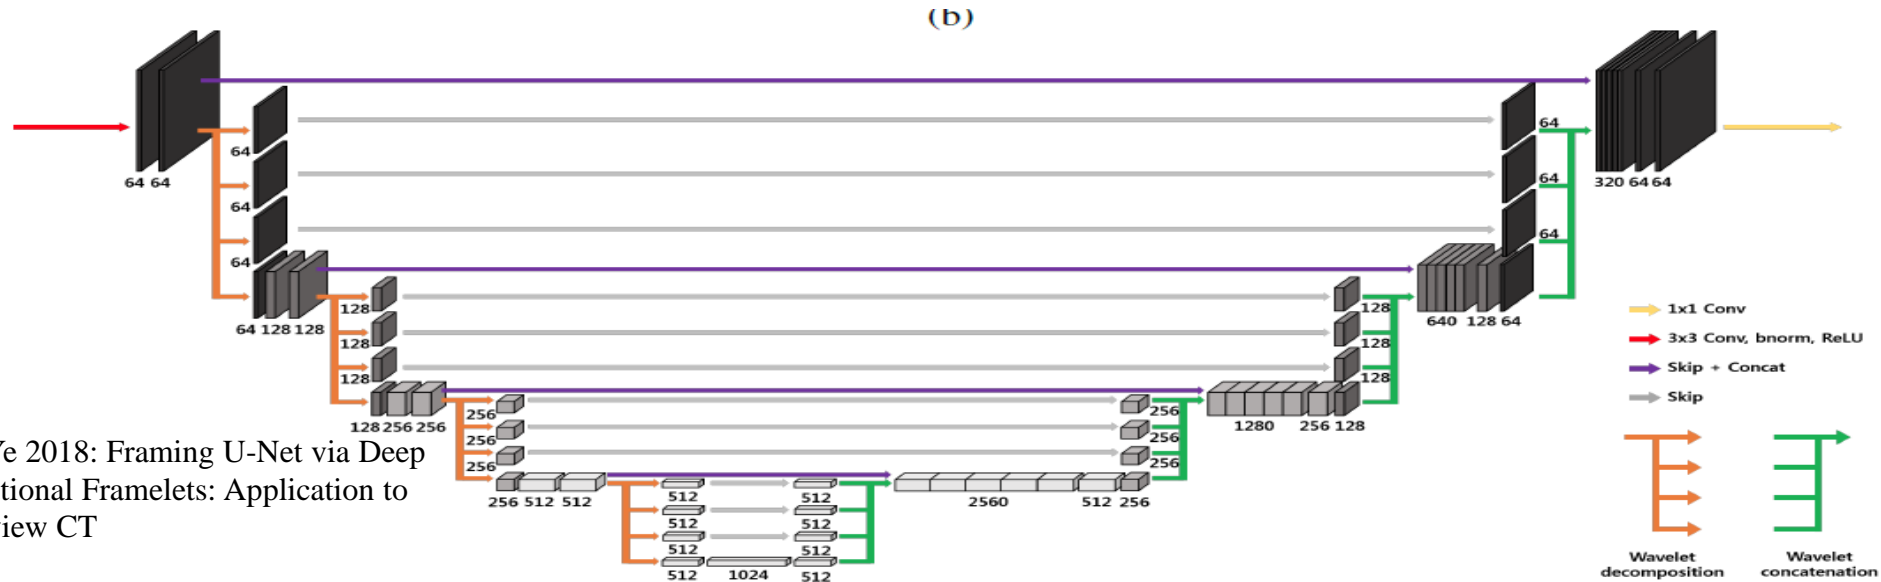 (b)
64 64
64
64
64
64 128 128
128
128
128
128 256 256
256
256
256
256 512 512
512
512
512
512 1024 512
512
512
512
2560 512 256
256
256
256
1280 256 128
128
128
128
640 128 64
64
64
64
320 64 64
1x1 Conv
3x3 Conv, bnorm, ReLU
Skip + Concat
Skip
Wavelet
decomposition
Wavelet
concatenation
2018: Framing U-Net via Deep
Framelets: Application to
CT